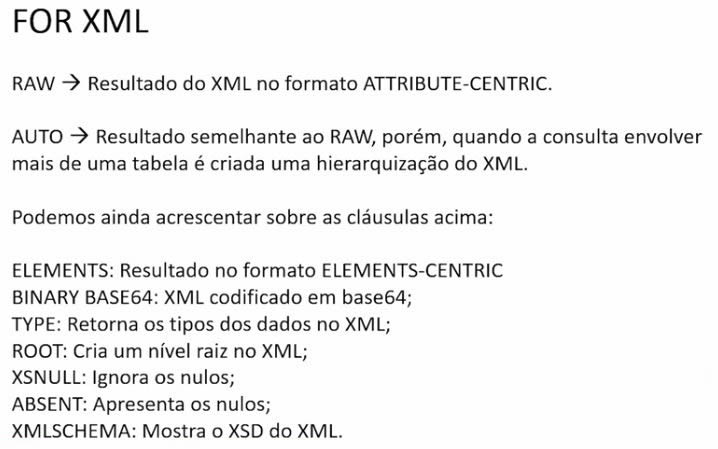 FOR XML
RAW → Resultado do XML no formato ATTRIBUTE-CENTRIC.
AUTO → Resultado semelhante ao RAW, porém, quando a consulta envolver
mais de uma tabela é criada uma hierarquização do XML.
Podemos ainda acrescentar sobre as cláusulas acima:
ELEMENTS: Resultado no formato ELEMENTS-CENTRIC
BINARY BASE64: XML codificado em base64;
TYPE: Retorna os tipos dos dados no XML;
ROOT: Cria um nível raiz no XML;
XSNULL: Ignora os nulos;
ABSENT: Apresenta os nulos;
XMLSCHEMA: Mostra o XSD do XML.